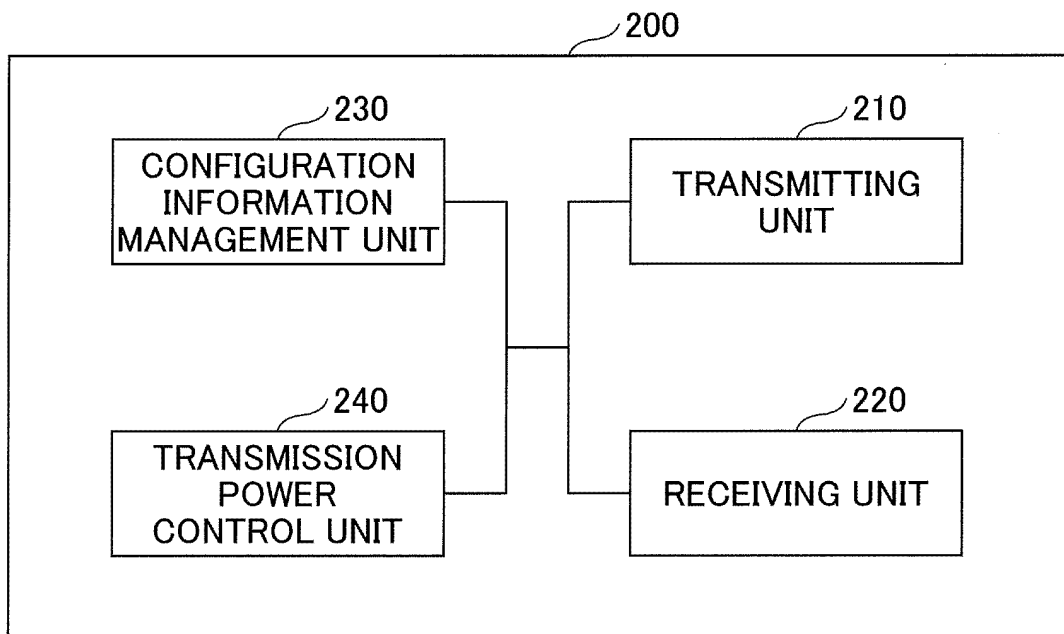 200
230
CONFIGURATION
INFORMATION
MANAGEMENT UNIT
210
TRANSMITTING
UNIT
240
TRANSMISSION
POWER
CONTROL UNIT
220
RECEIVING UNIT